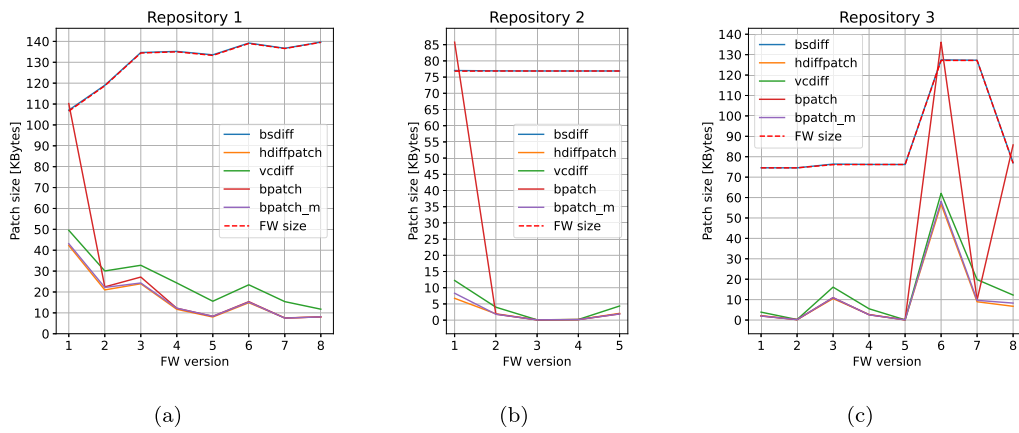 Repository 1
Patch size [KBytes]
140
130
120
110
100
90
80
70
60
50
40
30
20
10
0
bsdiff
hdiffpatch
vcdiff
bpatch
bpatch_m
FW size
1 2 3 4 5 6 7 8
FW version
(a)
Repository 2
Patch size [KBytes]
85
80
75
70
65
60
55
50
45
40
35
30
25
20
15
10
5
0
bsdiff
hdiffpatch
vcdiff
bpatch
bpatch_m
FW size
1 2 3 4 5
FW version
(b)
Repository 3
Patch size [KBytes]
140
130
120
110
100
90
80
70
60
50
40
30
20
10
0
bsdiff
hdiffpatch
vcdiff
bpatch
bpatch_m
FW size
1 2 3 4 5 6 7 8
FW version
(c)